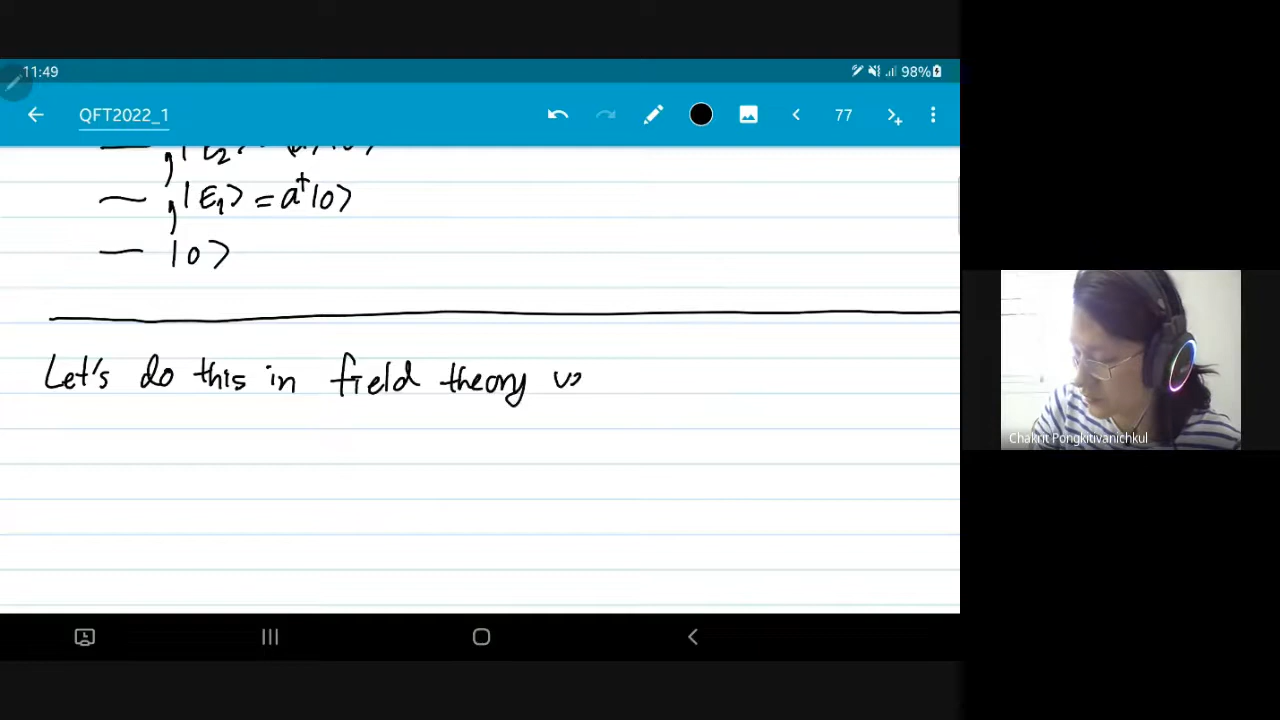 11:49
98%
QFT2022_1
77
|E₁⟩ = a†|0⟩
|0⟩
Let's do this in field theory
Chakrit Pongkitivanichkul